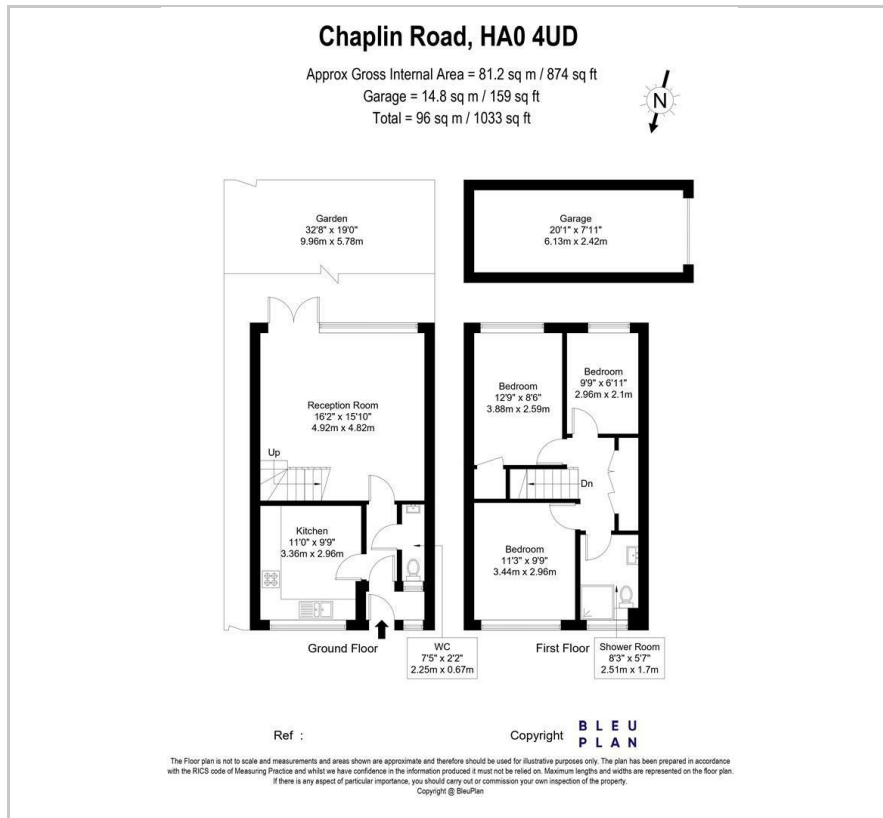 Chaplin Road, HA0 4UD
Approx Gross Internal Area = 81.2 sq m / 874 sq ft
Garage = 14.8 sq m / 159 sq ft
Total = 96 sq m / 1033 sq ft
N
Garden
32'8" x 19'0"
9.96m x 5.78m
Garage
20'1" x 7'11"
6.13m x 2.42m
Reception Room
16'2" x 15'10"
4.92m x 4.82m
Up
Kitchen
11'0" x 9'9"
3.36m x 2.96m
Ground Floor
WC
7'5" x 2'2"
2.25m x 0.67m
Bedroom
12'9" x 8'6"
3.88m x 2.59m
Bedroom
9'9" x 6'11"
2.96m x 2.1m
Dn
Bedroom
11'3" x 9'9"
3.44m x 2.96m
First Floor
Shower Room
8'3" x 5'7"
2.51m x 1.7m
Ref :
Copyright
BLEU
PLAN
The Floor plan is not to scale and measurements and areas shown are approximate and therefore should be used for illustrative purposes only. The plan has been prepared in accordance
with the RICS code of Measuring Practice and whilst we have confidence in the information produced it must not be relied on. Maximum lengths and widths are represented on the floor plan.
If there is any aspect of particular importance, you should carry out or commission your own inspection of the property.
Copyright @ BleuPlan